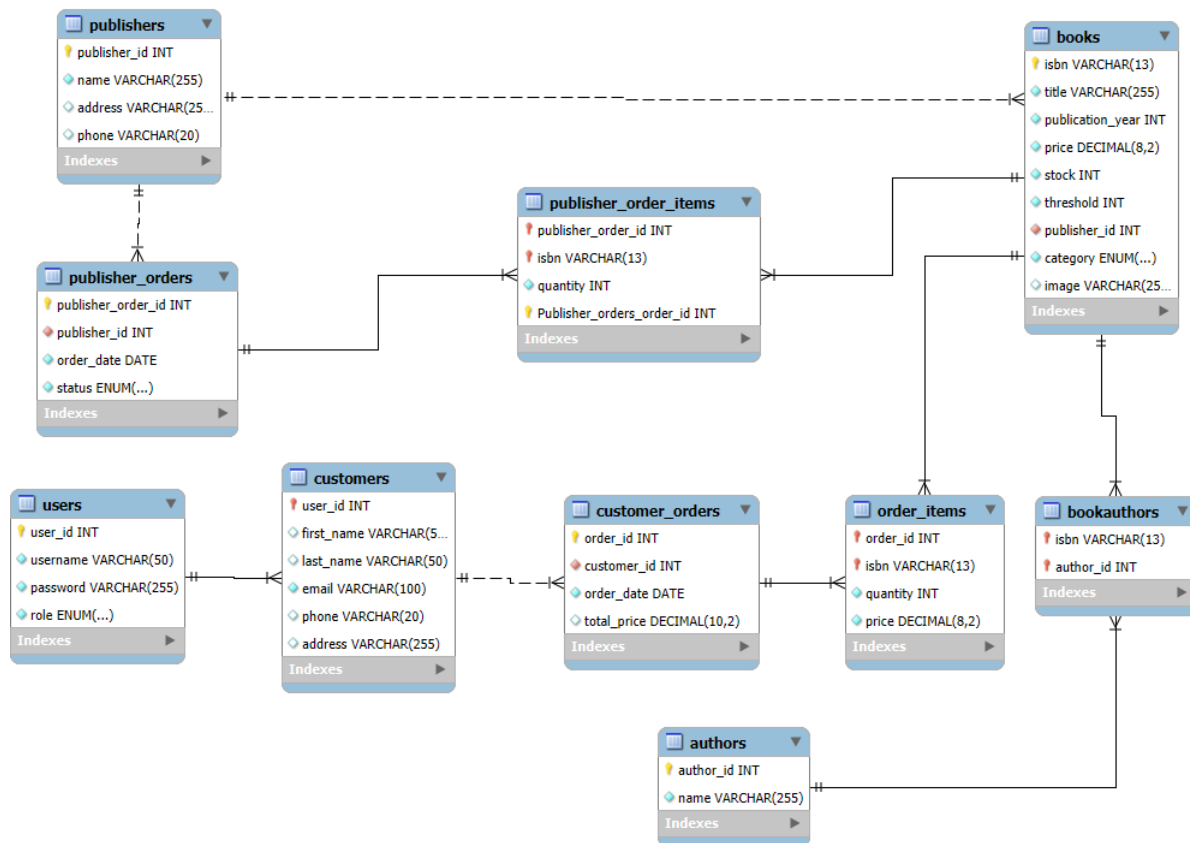 publishers
publisher_id INT
name VARCHAR(255)
address VARCHAR(25...
phone VARCHAR(20)
Indexes
books
isbn VARCHAR(13)
title VARCHAR(255)
publication_year INT
price DECIMAL(8,2)
stock INT
threshold INT
publisher_id INT
category ENUM(...)
image VARCHAR(25...
Indexes
publisher_order_items
publisher_order_id INT
isbn VARCHAR(13)
quantity INT
Publisher_orders_order_id INT
Indexes
publisher_orders
publisher_order_id INT
publisher_id INT
order_date DATE
status ENUM(...)
Indexes
users
user_id INT
username VARCHAR(50)
password VARCHAR(255)
role ENUM(...)
Indexes
customers
user_id INT
first_name VARCHAR(5...
last_name VARCHAR(50)
email VARCHAR(100)
phone VARCHAR(20)
address VARCHAR(255)
Indexes
customer_orders
order_id INT
customer_id INT
order_date DATE
total_price DECIMAL(10,2)
Indexes
order_items
order_id INT
isbn VARCHAR(13)
quantity INT
price DECIMAL(8,2)
Indexes
bookauthors
isbn VARCHAR(13)
author_id INT
Indexes
authors
author_id INT
name VARCHAR(255)
Indexes